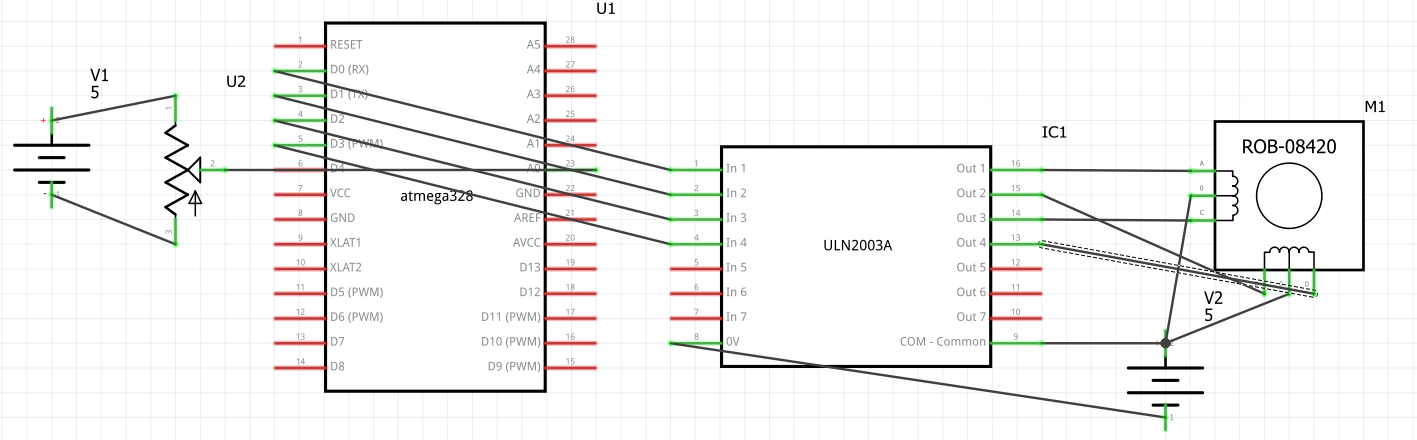 U1
V1
5
+
2
-
1
U2
1
2
3
1 RESET A5 28
2 D0 (RX) A4 27
3 D1 (TX) A3 26
4 D2 A2 25
5 D3 (PWM) A1 24
6 D4 A0 23
7 VCC GND 22
atmega328
8 GND AREF 21
9 XLAT1 AVCC 20
10 XLAT2 D13 19
11 D5 (PWM) D12 18
12 D6 (PWM) D11 (PWM) 17
13 D7 D10 (PWM) 16
14 D8 D9 (PWM) 15
IC1
1 In 1 Out 1 16
2 In 2 Out 2 15
3 In 3 Out 3 14
4 In 4 Out 4 13
ULN2003A
5 In 5 Out 5 12
6 In 6 Out 6 11
7 In 7 Out 7 10
8 0V COM - Common 9
M1
ROB-08420
A
0
C
D
V2
5
1